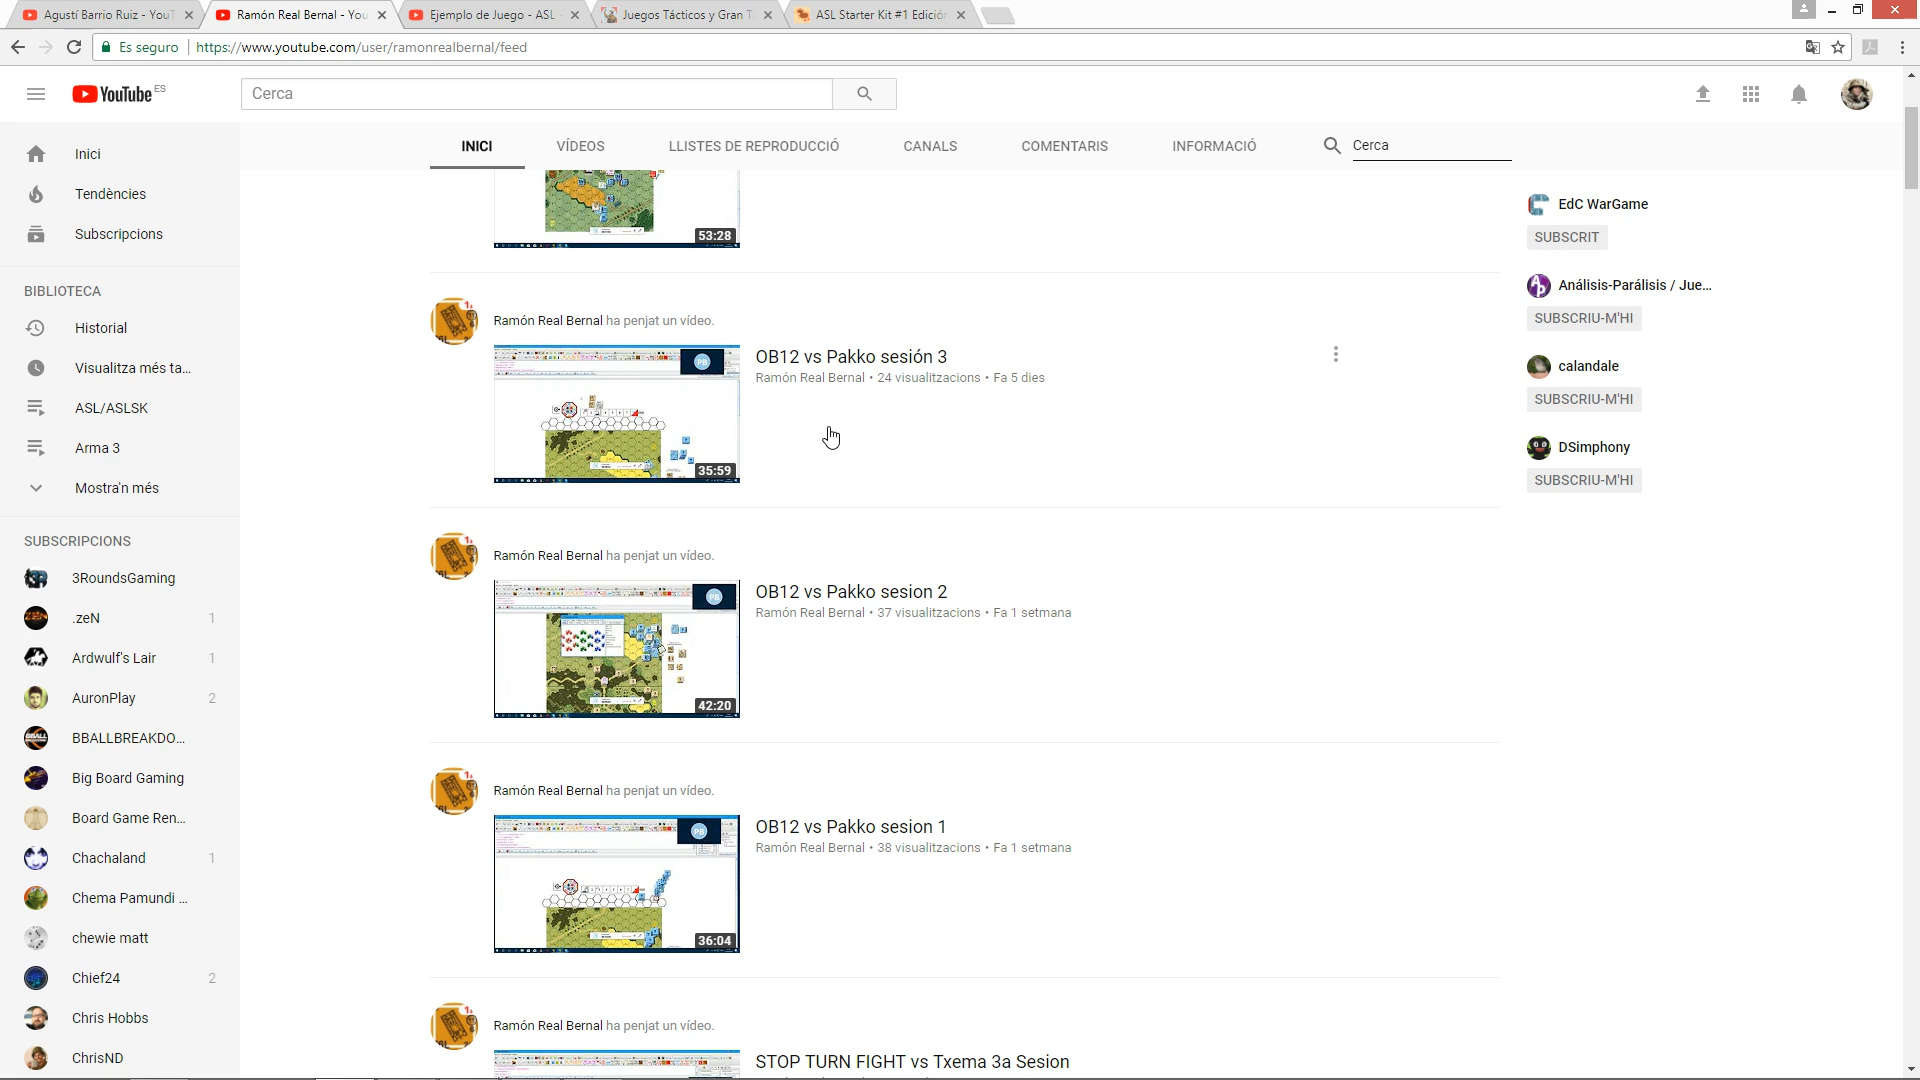 Agustí Barrio Ruiz - YouT
Ramón Real Bernal - You
Ejemplo de Juego - ASL -
Juegos Tácticos y Gran T
ASL Starter Kit #1 Edición
Es seguro
https://www.youtube.com/user/ramonrealbernal/feed
YouTube ES
Cerca
INICI
VÍDEOS
LLISTES DE REPRODUCCIÓ
CANALS
COMENTARIS
INFORMACIÓ
Cerca
Inici
Tendències
Subscripcions
BIBLIOTECA
Historial
Visualitza més ta...
ASL/ASLSK
Arma 3
Mostra'n més
SUBSCRIPCIONS
3RoundsGaming
.zeN 1
Ardwulf's Lair 1
AuronPlay 2
BBALLBREAKDO...
Big Board Gaming
Board Game Ren...
Chachaland 1
Chema Pamundi ...
chewie matt
Chief24 2
Chris Hobbs
ChrisND
53:28
Ramón Real Bernal ha penjat un vídeo.
PB
35:59
OB12 vs Pakko sesión 3
Ramón Real Bernal • 24 visualitzacions • Fa 5 dies
Ramón Real Bernal ha penjat un vídeo.
PB
42:20
OB12 vs Pakko sesion 2
Ramón Real Bernal • 37 visualitzacions • Fa 1 setmana
Ramón Real Bernal ha penjat un vídeo.
PB
36:04
OB12 vs Pakko sesion 1
Ramón Real Bernal • 38 visualitzacions • Fa 1 setmana
Ramón Real Bernal ha penjat un vídeo.
STOP TURN FIGHT vs Txema 3a Sesion
EdC WarGame
SUBSCRIT
Análisis-Parálisis / Jue...
SUBSCRIU-M'HI
calandale
SUBSCRIU-M'HI
DSimphony
SUBSCRIU-M'HI